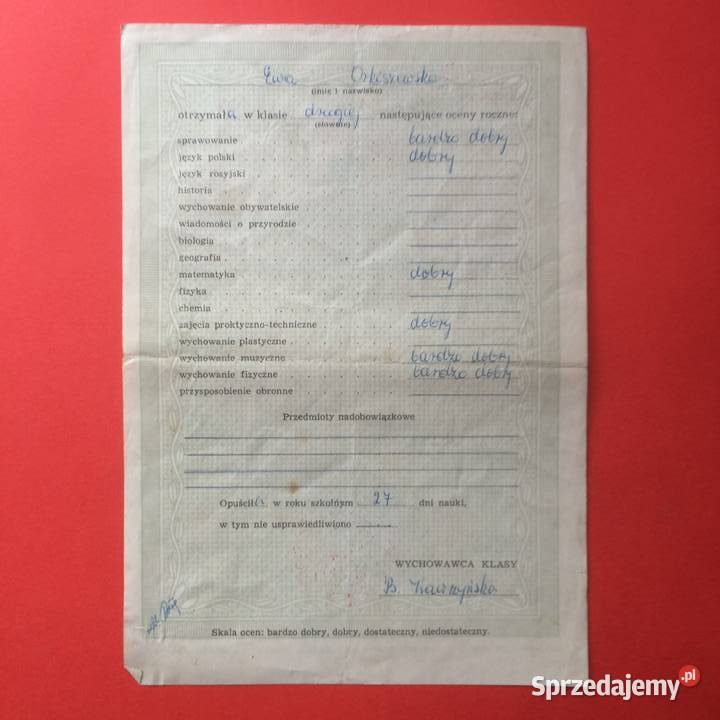 Ewa
(imię i nazwisko)
otrzymała w klasie drugiej następujące oceny roczne:
(słownie)
sprawowanie bardzo dobry
język polski dobry
język rosyjski
historia
wychowanie obywatelskie
wiadomości o przyrodzie
biologia
geografia
matematyka dobry
fizyka
chemia
zajęcia praktyczno-techniczne dobry
wychowanie plastyczne
wychowanie muzyczne bardzo dobry
wychowanie fizyczne bardzo dobry
przysposobienie obronne
Przedmioty nadobowiązkowe
Opuściła w roku szkolnym 27 dni nauki,
w tym nie usprawiedliwiono
WYCHOWAWCA KLASY
B.
Skala ocen: bardzo dobry, dobry, dostateczny, niedostateczny.
Sprzedajemy.pl